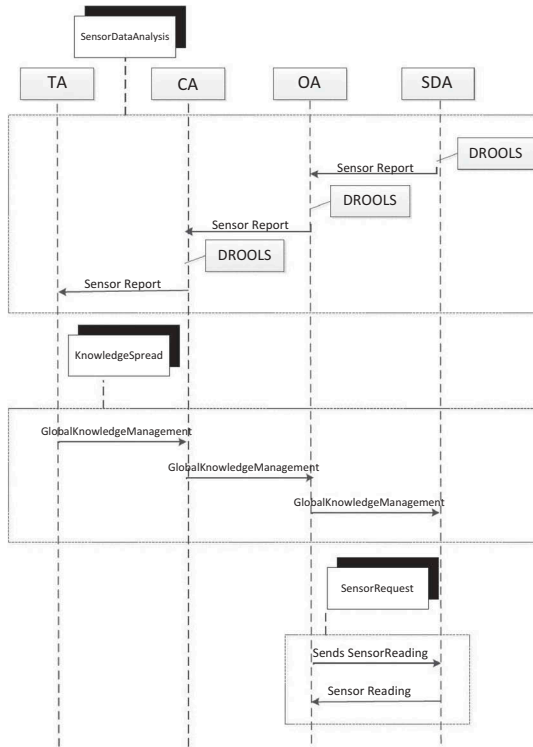 SensorDataAnalysis
TA
CA
OA
SDA
DROOLS
Sensor Report
DROOLS
Sensor Report
DROOLS
Sensor Report
KnowledgeSpread
GlobalKnowledgeManagement
GlobalKnowledgeManagement
GlobalKnowledgeManagement
SensorRequest
Sends SensorReading
Sensor Reading